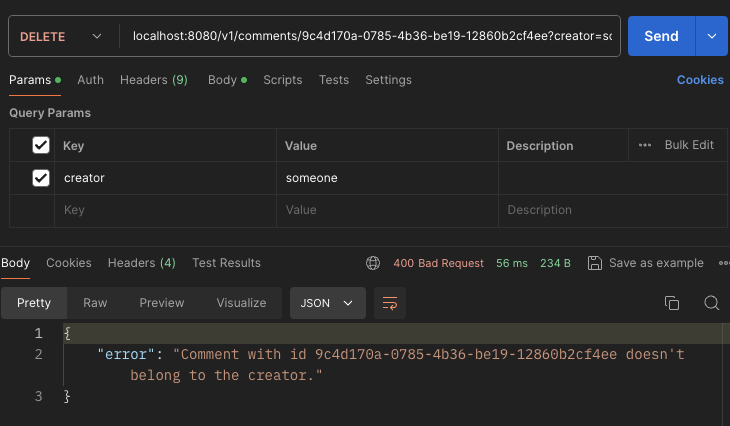 DELETE localhost:8080/v1/comments/9c4d170a-0785-4b36-be19-12860b2cf4ee?creator=so Send
Params Auth Headers (9) Body Scripts Tests Settings Cookies
Query Params
Key Value Description ••• Bulk Edit
creator someone
Key Value Description
Body Cookies Headers (4) Test Results 400 Bad Request 56 ms 234 B Save as example •••
Pretty Raw Preview Visualize JSON
1 {
2 "error": "Comment with id 9c4d170a-0785-4b36-be19-12860b2cf4ee doesn't
belong to the creator."
3 }